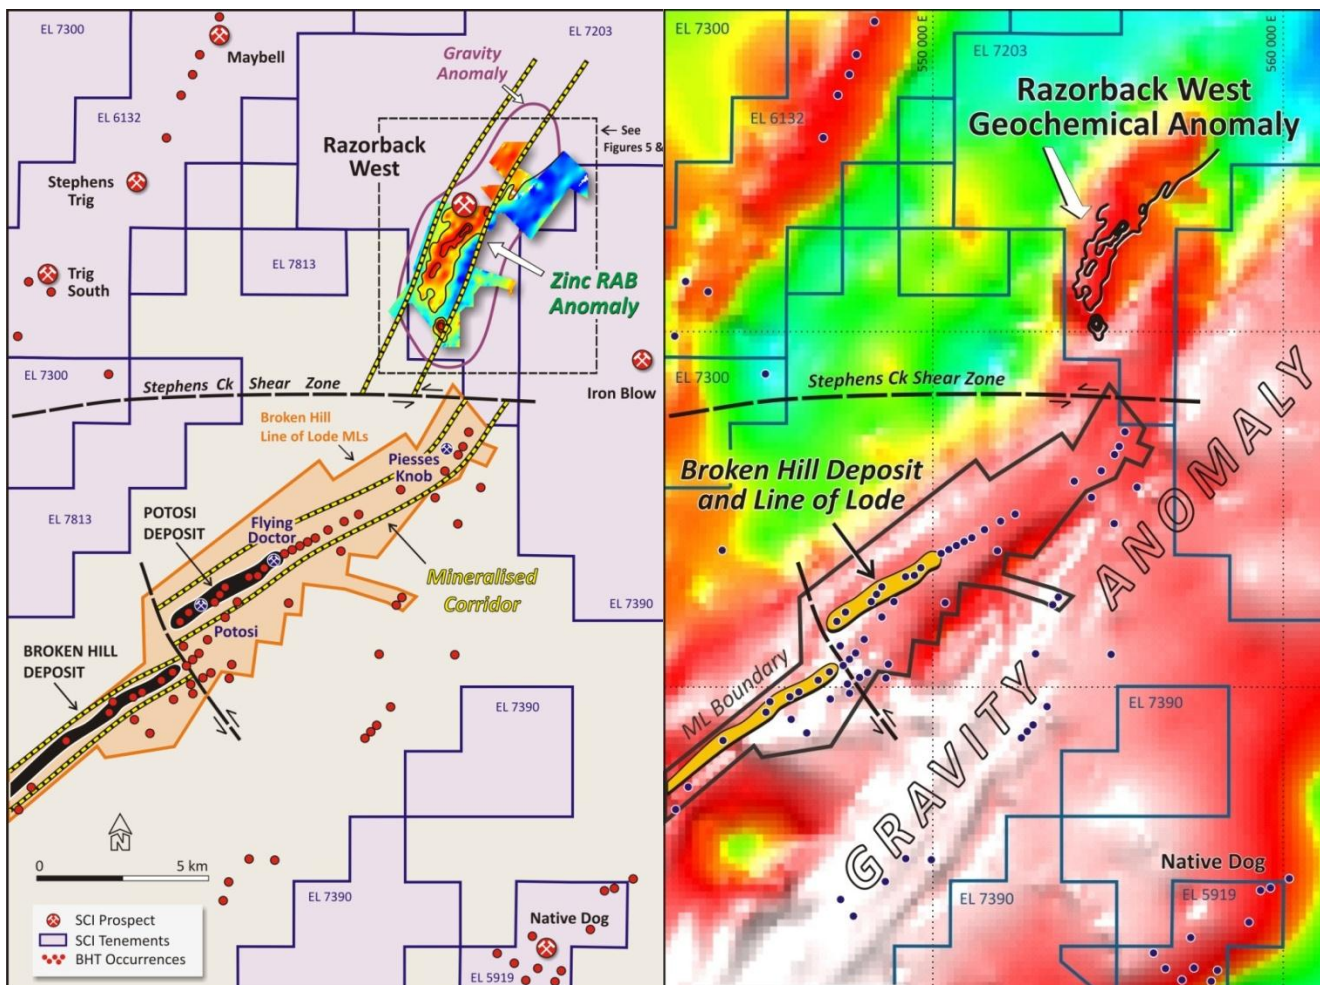 EL 7300
Maybell
EL 6132
Stephens
Trig
Trig
South
EL 7813
EL 7203
Gravity
Anomaly
Razorback
West
See
Figures 5 &
Zinc RAB
Anomaly
Iron Blow
EL 7300
Stephens Ck Shear Zone
Broken Hill
Line of Lode MLs
Piesses
Knob
EL 7813
POTOSI
DEPOSIT
Flying
Doctor
Mineralised
Corridor
EL 7390
Potosi
BROKEN HILL
DEPOSIT
EL 7390
N
0 5 km
SCI Prospect
SCI Tenements
BHT Occurrences
EL 7390
Native Dog
EL 5919
EL 7300
550 000 E
EL 7203
560 000 E
EL 6132
Razorback West
Geochemical Anomaly
EL 7813
EL 7300
Stephens Ck Shear Zone
Broken Hill Deposit
and Line of Lode
GRAVITY ANOMALY
ML Boundary
EL 7390
Native Dog
EL 7390
EL 5919